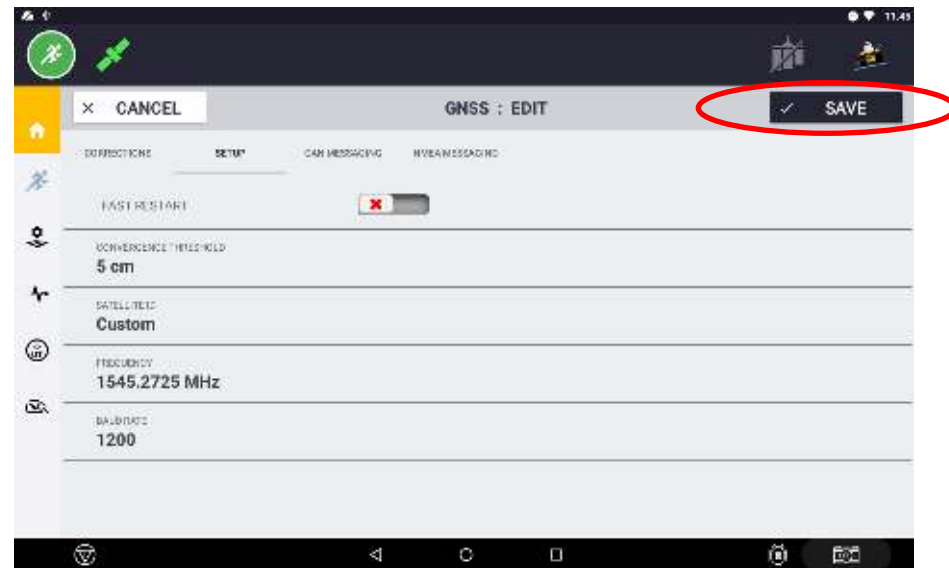 11.45
× CANCEL
GNSS : EDIT
✓ SAVE
CORRECTIONS
SETUP
CAN MESSAGING
NMEA MESSAGING
FAST RESTART
CONVERGENCE THRESHOLD
5 cm
SATELLITE ID
Custom
FREQUENCY
1545.2725 MHz
BAUD RATE
1200